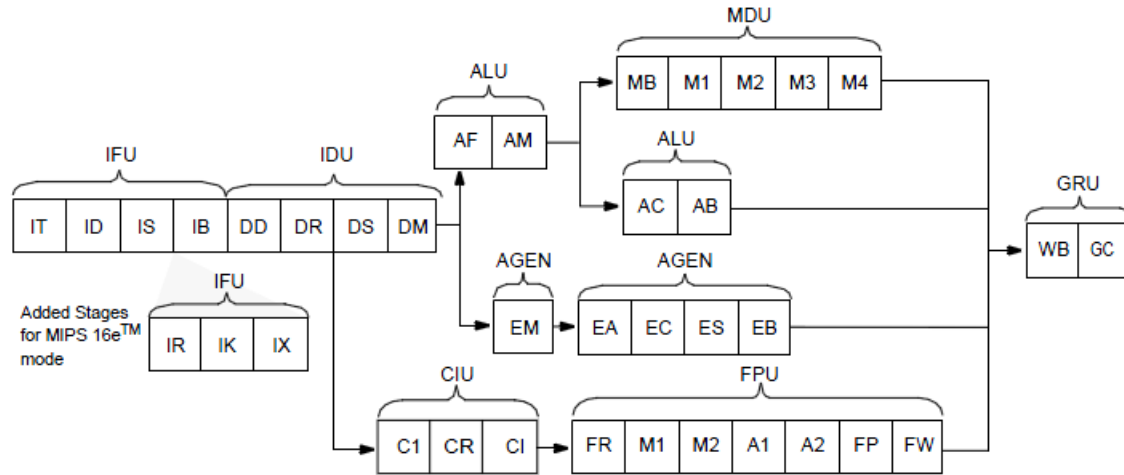 MDU
MB M1 M2 M3 M4
ALU
AF AM
ALU
AC AB
IFU IDU
IT ID IS IB DD DR DS DM
GRU
WB GC
AGEN AGEN
EM EA EC ES EB
IFU
Added Stages
for MIPS 16e™
mode
IR IK IX
CIU FPU
C1 CR CI FR M1 M2 A1 A2 FP FW